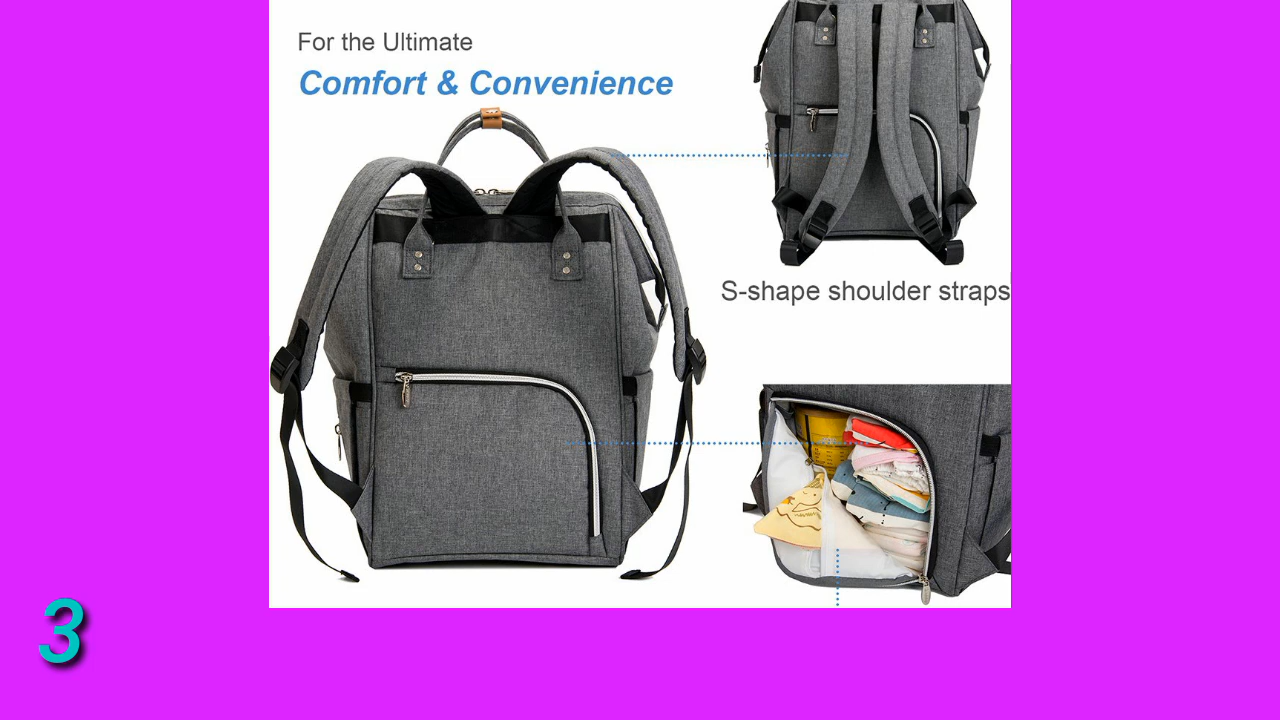 For the Ultimate
Comfort & Convenience
S-shape shoulder straps
3